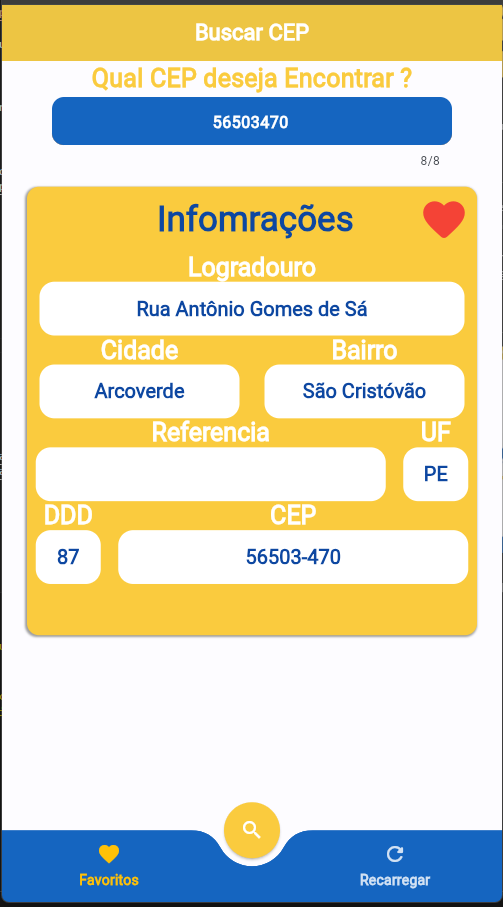 Buscar CEP
Qual CEP deseja Encontrar ?
56503470
8/8
Infomrações
Logradouro
Rua Antônio Gomes de Sá
Cidade Bairro
Arcoverde São Cristóvão
Referencia UF
PE
DDD CEP
87 56503-470
Favoritos Recarregar